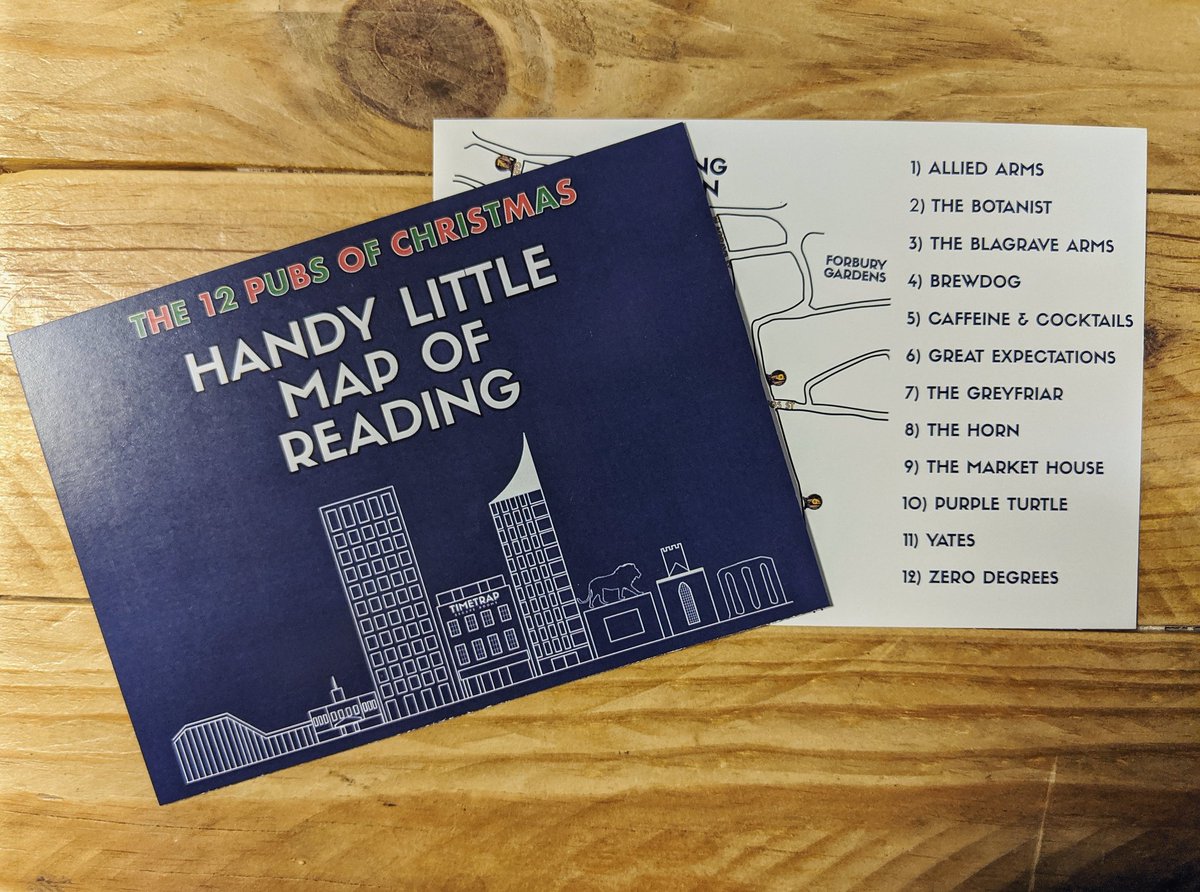 THE 12 PUBS OF CHRISTMAS
HANDY LITTLE
MAP OF
READING
TIMETRAP
FORBURY
GARDENS
1) ALLIED ARMS
2) THE BOTANIST
3) THE BLAGRAVE ARMS
4) BREWDOG
5) CAFFEINE & COCKTAILS
6) GREAT EXPECTATIONS
7) THE GREYFRIAR
8) THE HORN
9) THE MARKET HOUSE
10) PURPLE TURTLE
11) YATES
12) ZERO DEGREES